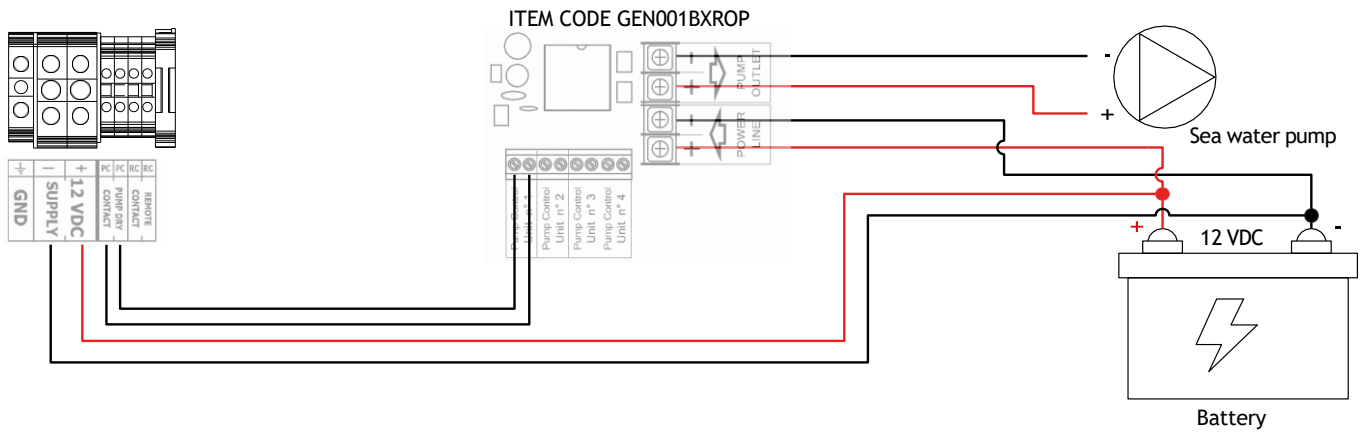 ITEM CODE GEN001BXROP
-
+
Sea water pump
+
+
PUMP
OUTLET
+
+
POWER
LINE
Pump Control
Unit n° 1
Pump Control
Unit n° 2
Pump Control
Unit n° 3
Pump Control
Unit n° 4
GND
-
SUPPLY
+
12 VDC
PC PC RC RC
PUMP DRY
CONTACT
REMOTE
CONTACT
+
12 VDC
-
Battery